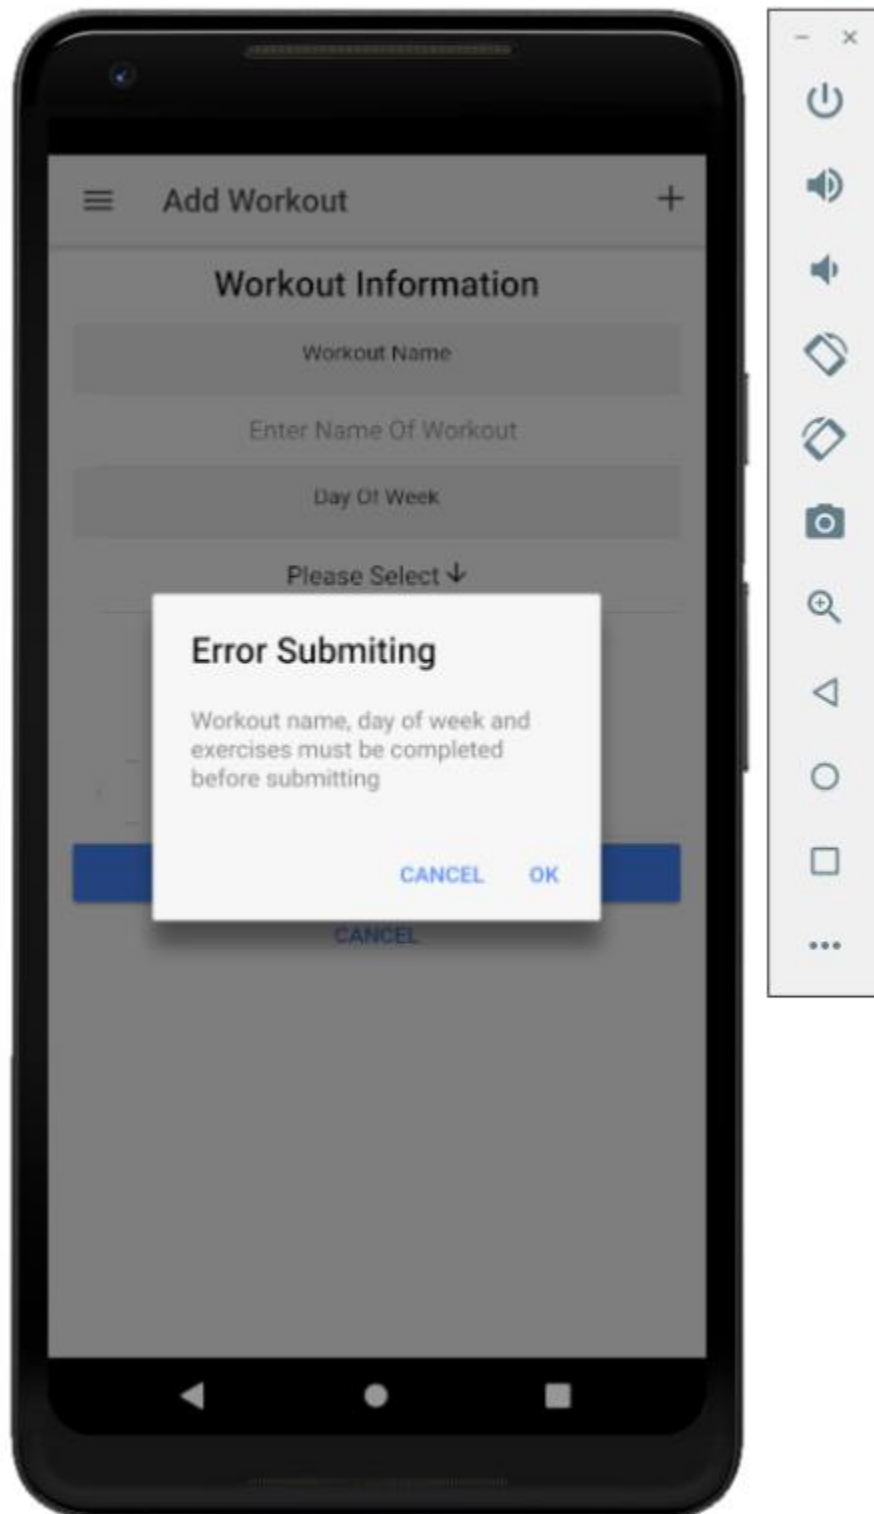 Add Workout
Workout Information
Workout Name
Enter Name Of Workout
Day Of Week
Please Select
Error Submiting
Workout name, day of week and
exercises must be completed
before submitting
CANCEL OK
CANCEL